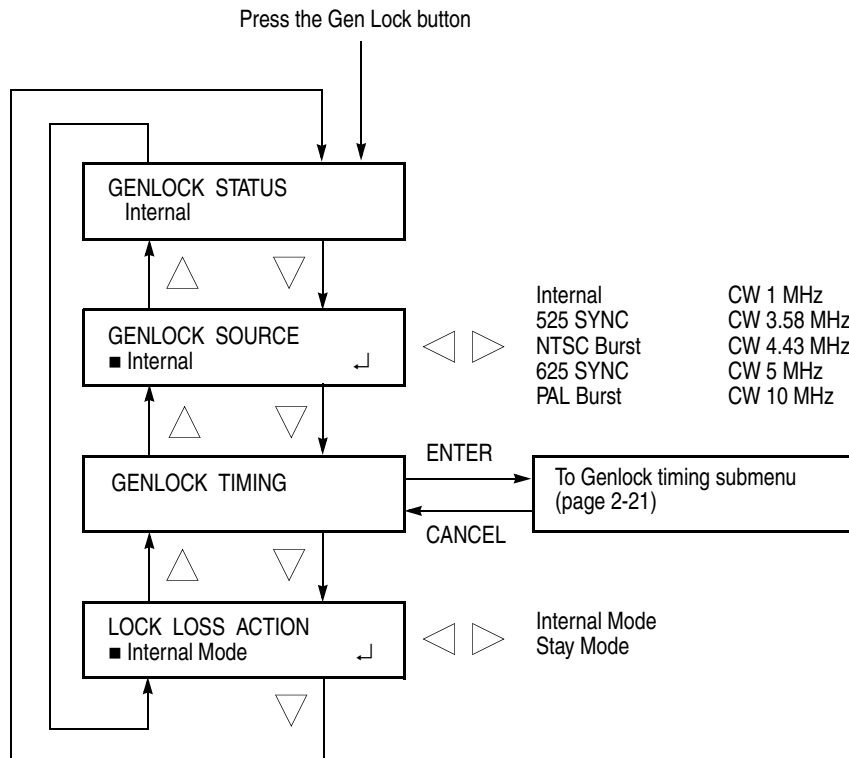 Press the Gen Lock button
GENLOCK STATUS
Internal
GENLOCK SOURCE
■ Internal ↵
Internal CW 1 MHz
525 SYNC CW 3.58 MHz
NTSC Burst CW 4.43 MHz
625 SYNC CW 5 MHz
PAL Burst CW 10 MHz
GENLOCK TIMING
ENTER
CANCEL
To Genlock timing submenu
(page 2-21)
LOCK LOSS ACTION
■ Internal Mode ↵
Internal Mode
Stay Mode